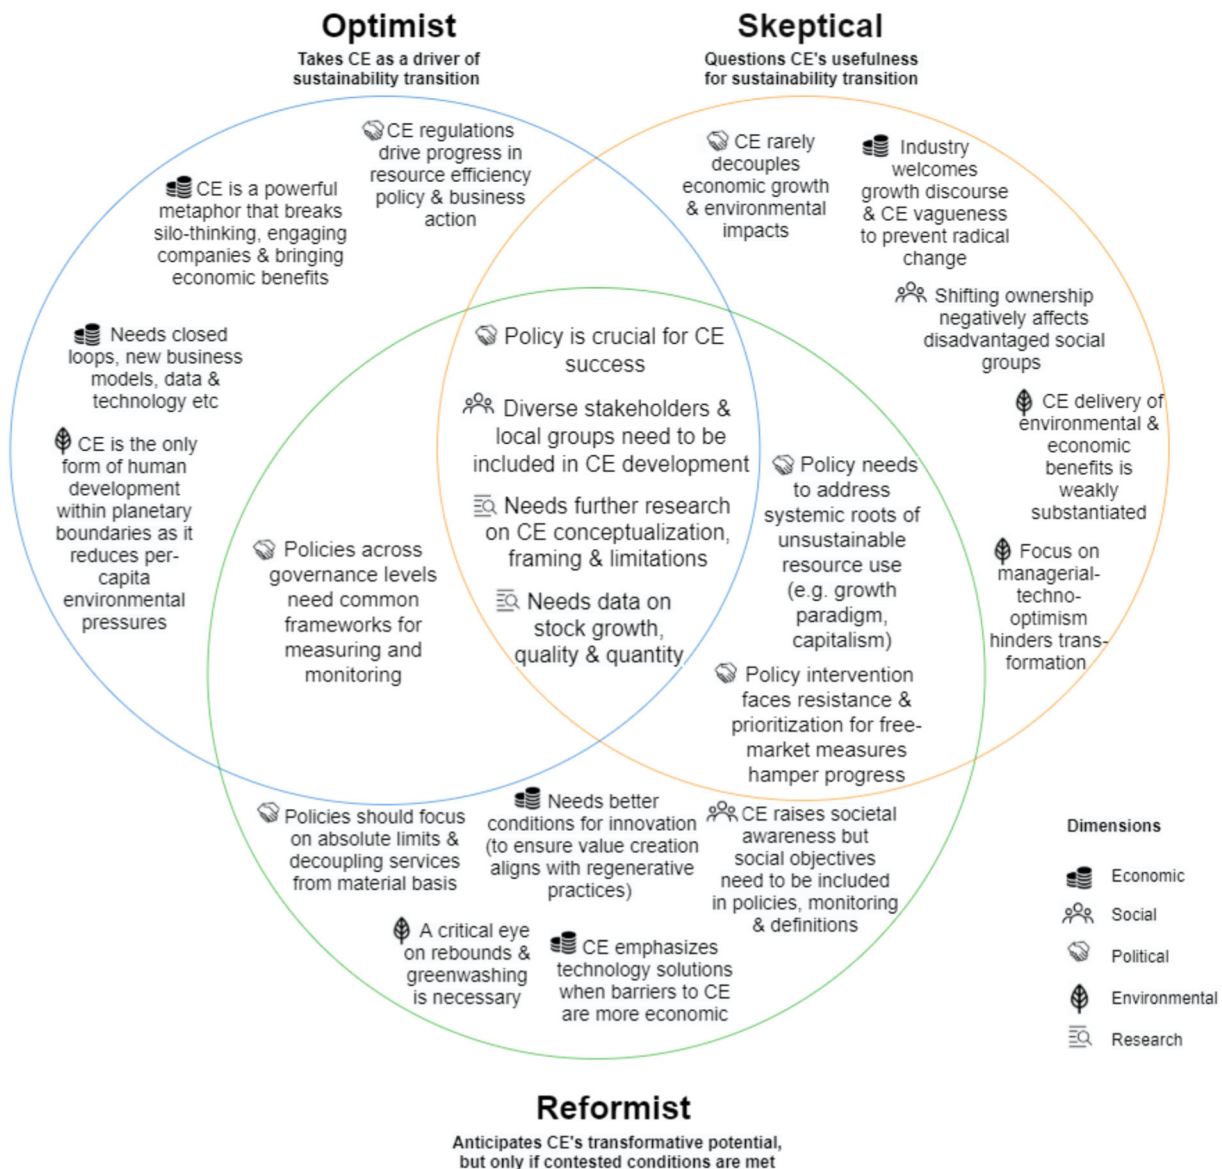 Optimist
Takes CE as a driver of
sustainability transition
Skeptical
Questions CE's usefulness
for sustainability transition
CE regulations
drive progress in
resource efficiency
policy & business
action
CE is a powerful
metaphor that breaks
silo-thinking, engaging
companies & bringing
economic benefits
Needs closed
loops, new business
models, data &
technology etc
CE is the only
form of human
development
within planetary
boundaries as it
reduces per-
capita
environmental
pressures
CE rarely
decouples
economic growth
& environmental
impacts
Industry
welcomes
growth discourse
& CE vagueness
to prevent radical
change
Shifting ownership
negatively affects
disadvantaged social
groups
CE delivery of
environmental &
economic
benefits is
weakly
substantiated
Focus on
managerial-
techno-
optimism
hinders trans-
formation
Policy is crucial for CE
success
Diverse stakeholders &
local groups need to be
included in CE development
Needs further research
on CE conceptualization,
framing & limitations
Needs data on
stock growth,
quality & quantity
Policies across
governance levels
need common
frameworks for
measuring and
monitoring
Policy needs
to address
systemic roots of
unsustainable
resource use
(e.g. growth
paradigm,
capitalism)
Policy intervention
faces resistance &
prioritization for free-
market measures
hamper progress
Policies should focus
on absolute limits &
decoupling services
from material basis
Needs better
conditions for innovation
(to ensure value creation
aligns with regenerative
practices)
CE raises societal
awareness but
social objectives
need to be included
in policies, monitoring
& definitions
A critical eye
on rebounds &
greenwashing
is necessary
CE emphasizes
technology solutions
when barriers to CE
are more economic
Dimensions
Economic
Social
Political
Environmental
Research
Reformist
Anticipates CE's transformative potential,
but only if contested conditions are met